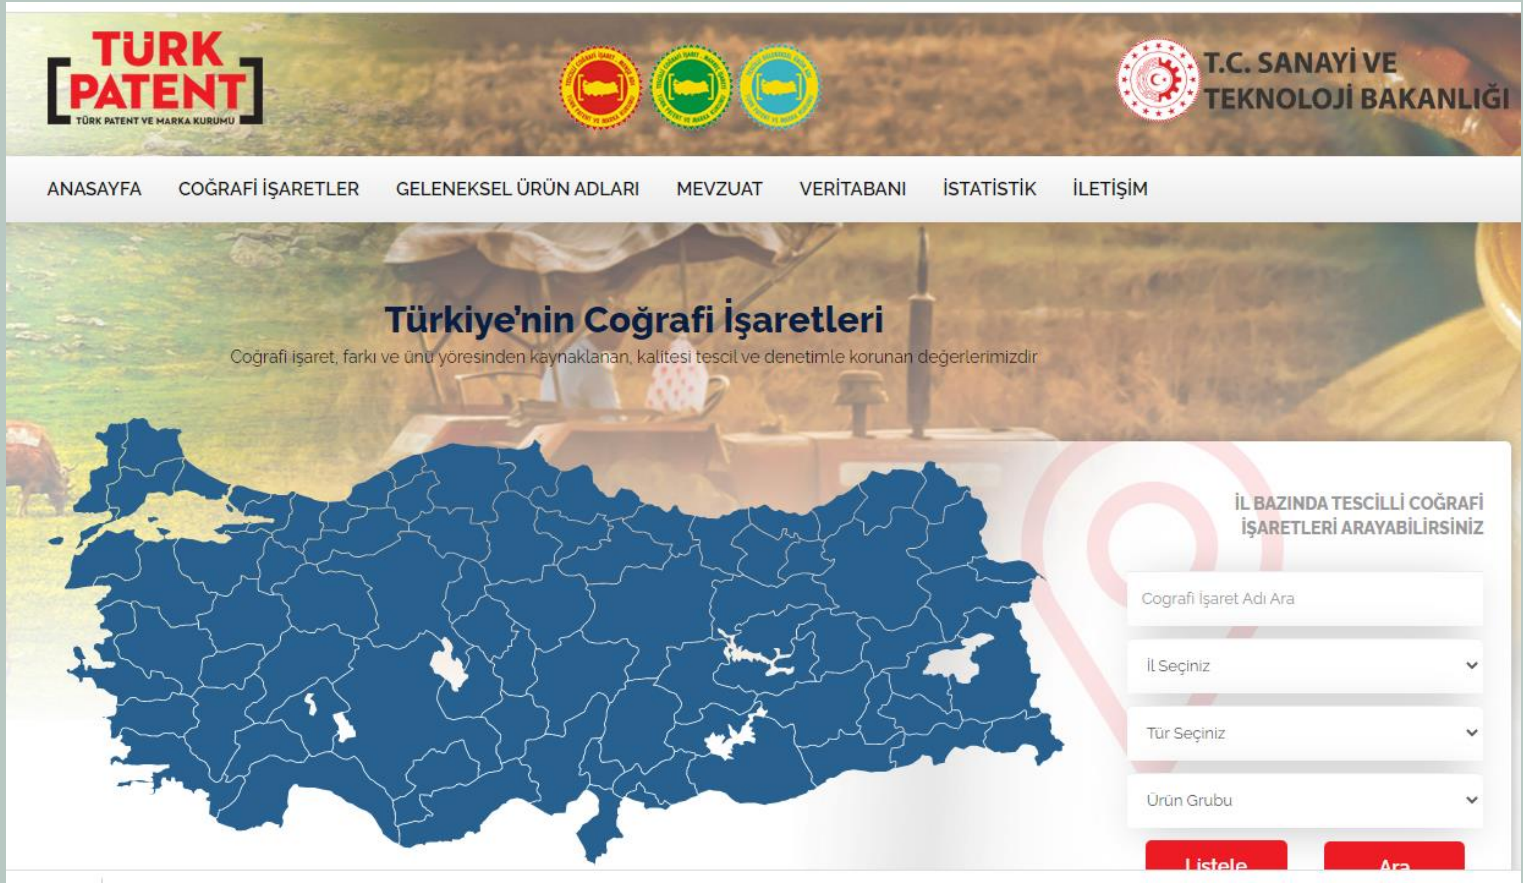 TÜRK
PATENT
TÜRK PATENT VE MARKA KURUMU
T.C. SANAYİ VE
TEKNOLOJİ BAKANLIĞI
ANASAYFA COĞRAFİ İŞARETLER GELENEKSEL ÜRÜN ADLARI MEVZUAT VERİTABANI İSTATİSTİK İLETİŞİM
Türkiye'nin Coğrafi İşaretleri
Coğrafi işaret, farkı ve ünü yöresinden kaynaklanan, kalitesi tescil ve denetimle korunan değerlerimizdir
İL BAZINDA TESCİLLİ COĞRAFİ
İŞARETLERİ ARAYABİLİRSİNİZ
Cografi İşaret Adı Ara
İl Seçiniz
Tür Seçiniz
Ürün Grubu
Listele Ara